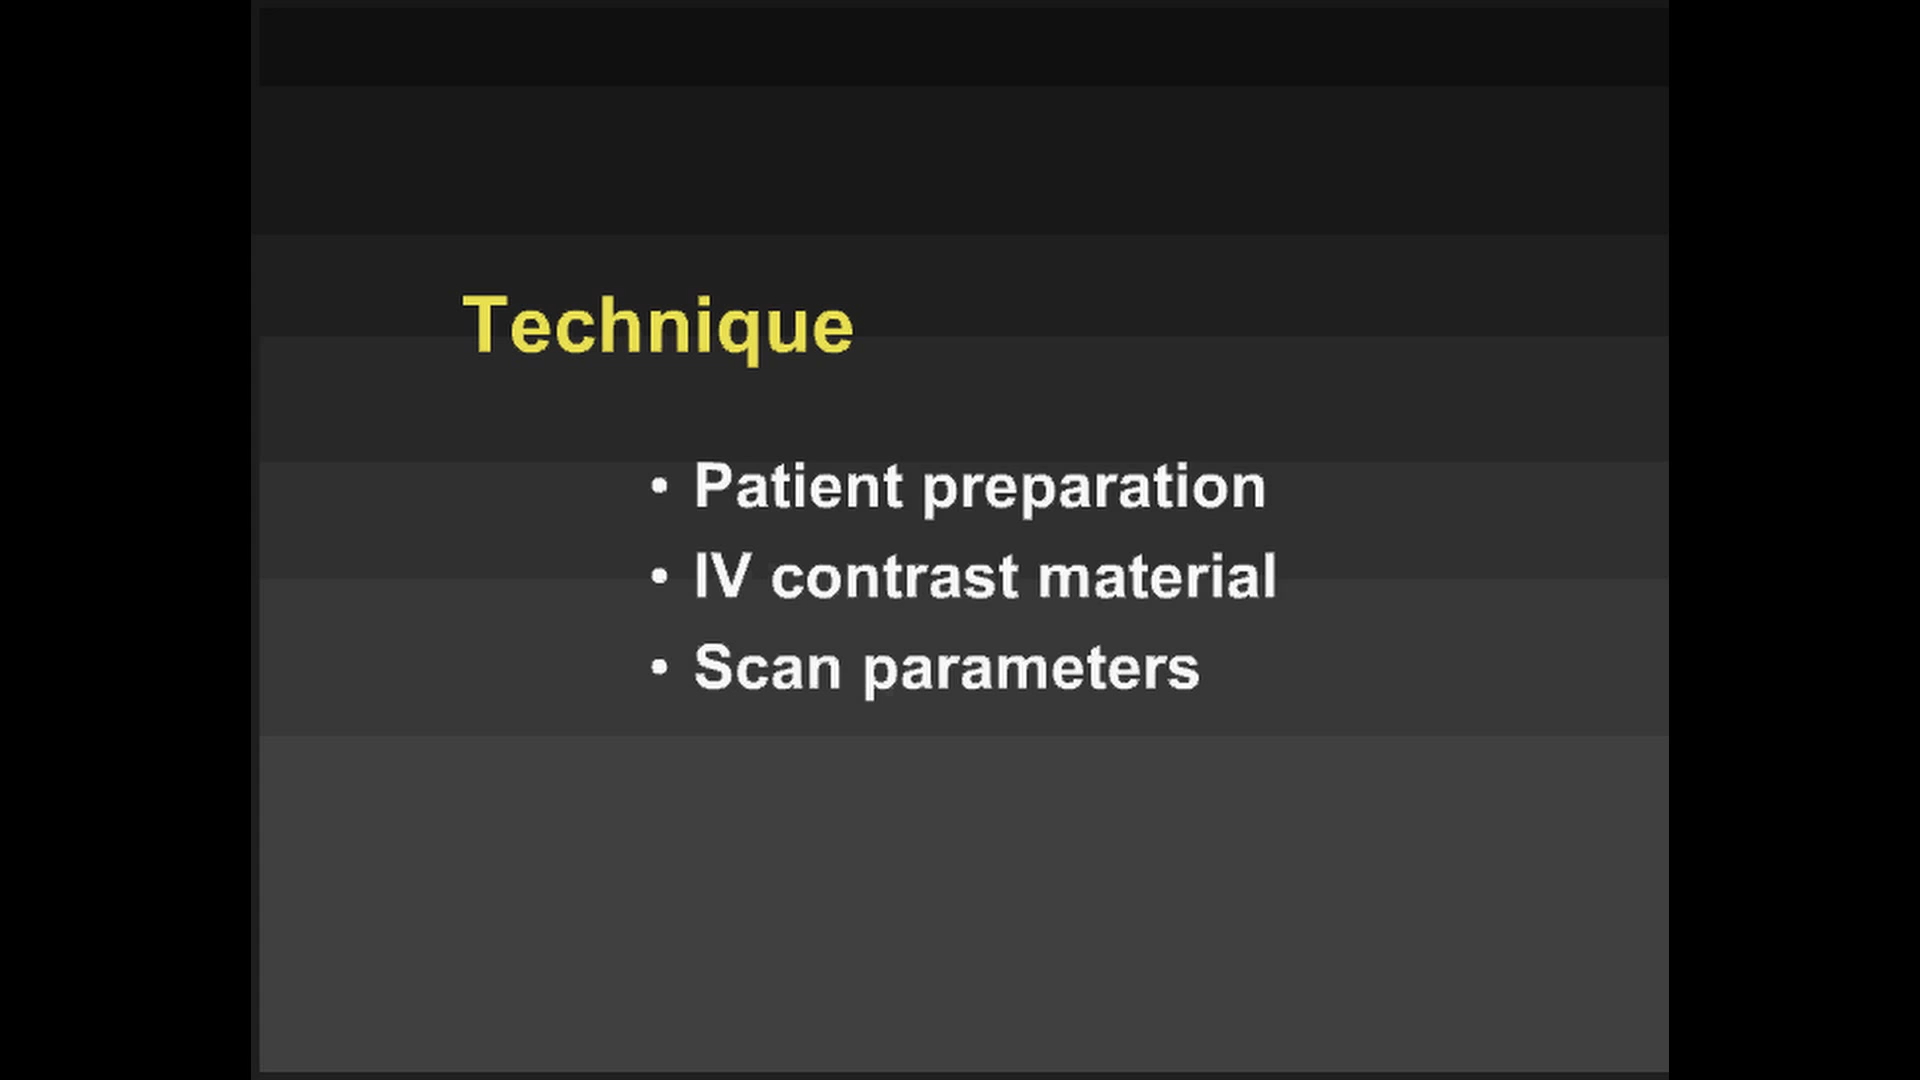 Technique
• Patient preparation
• IV contrast material
• Scan parameters